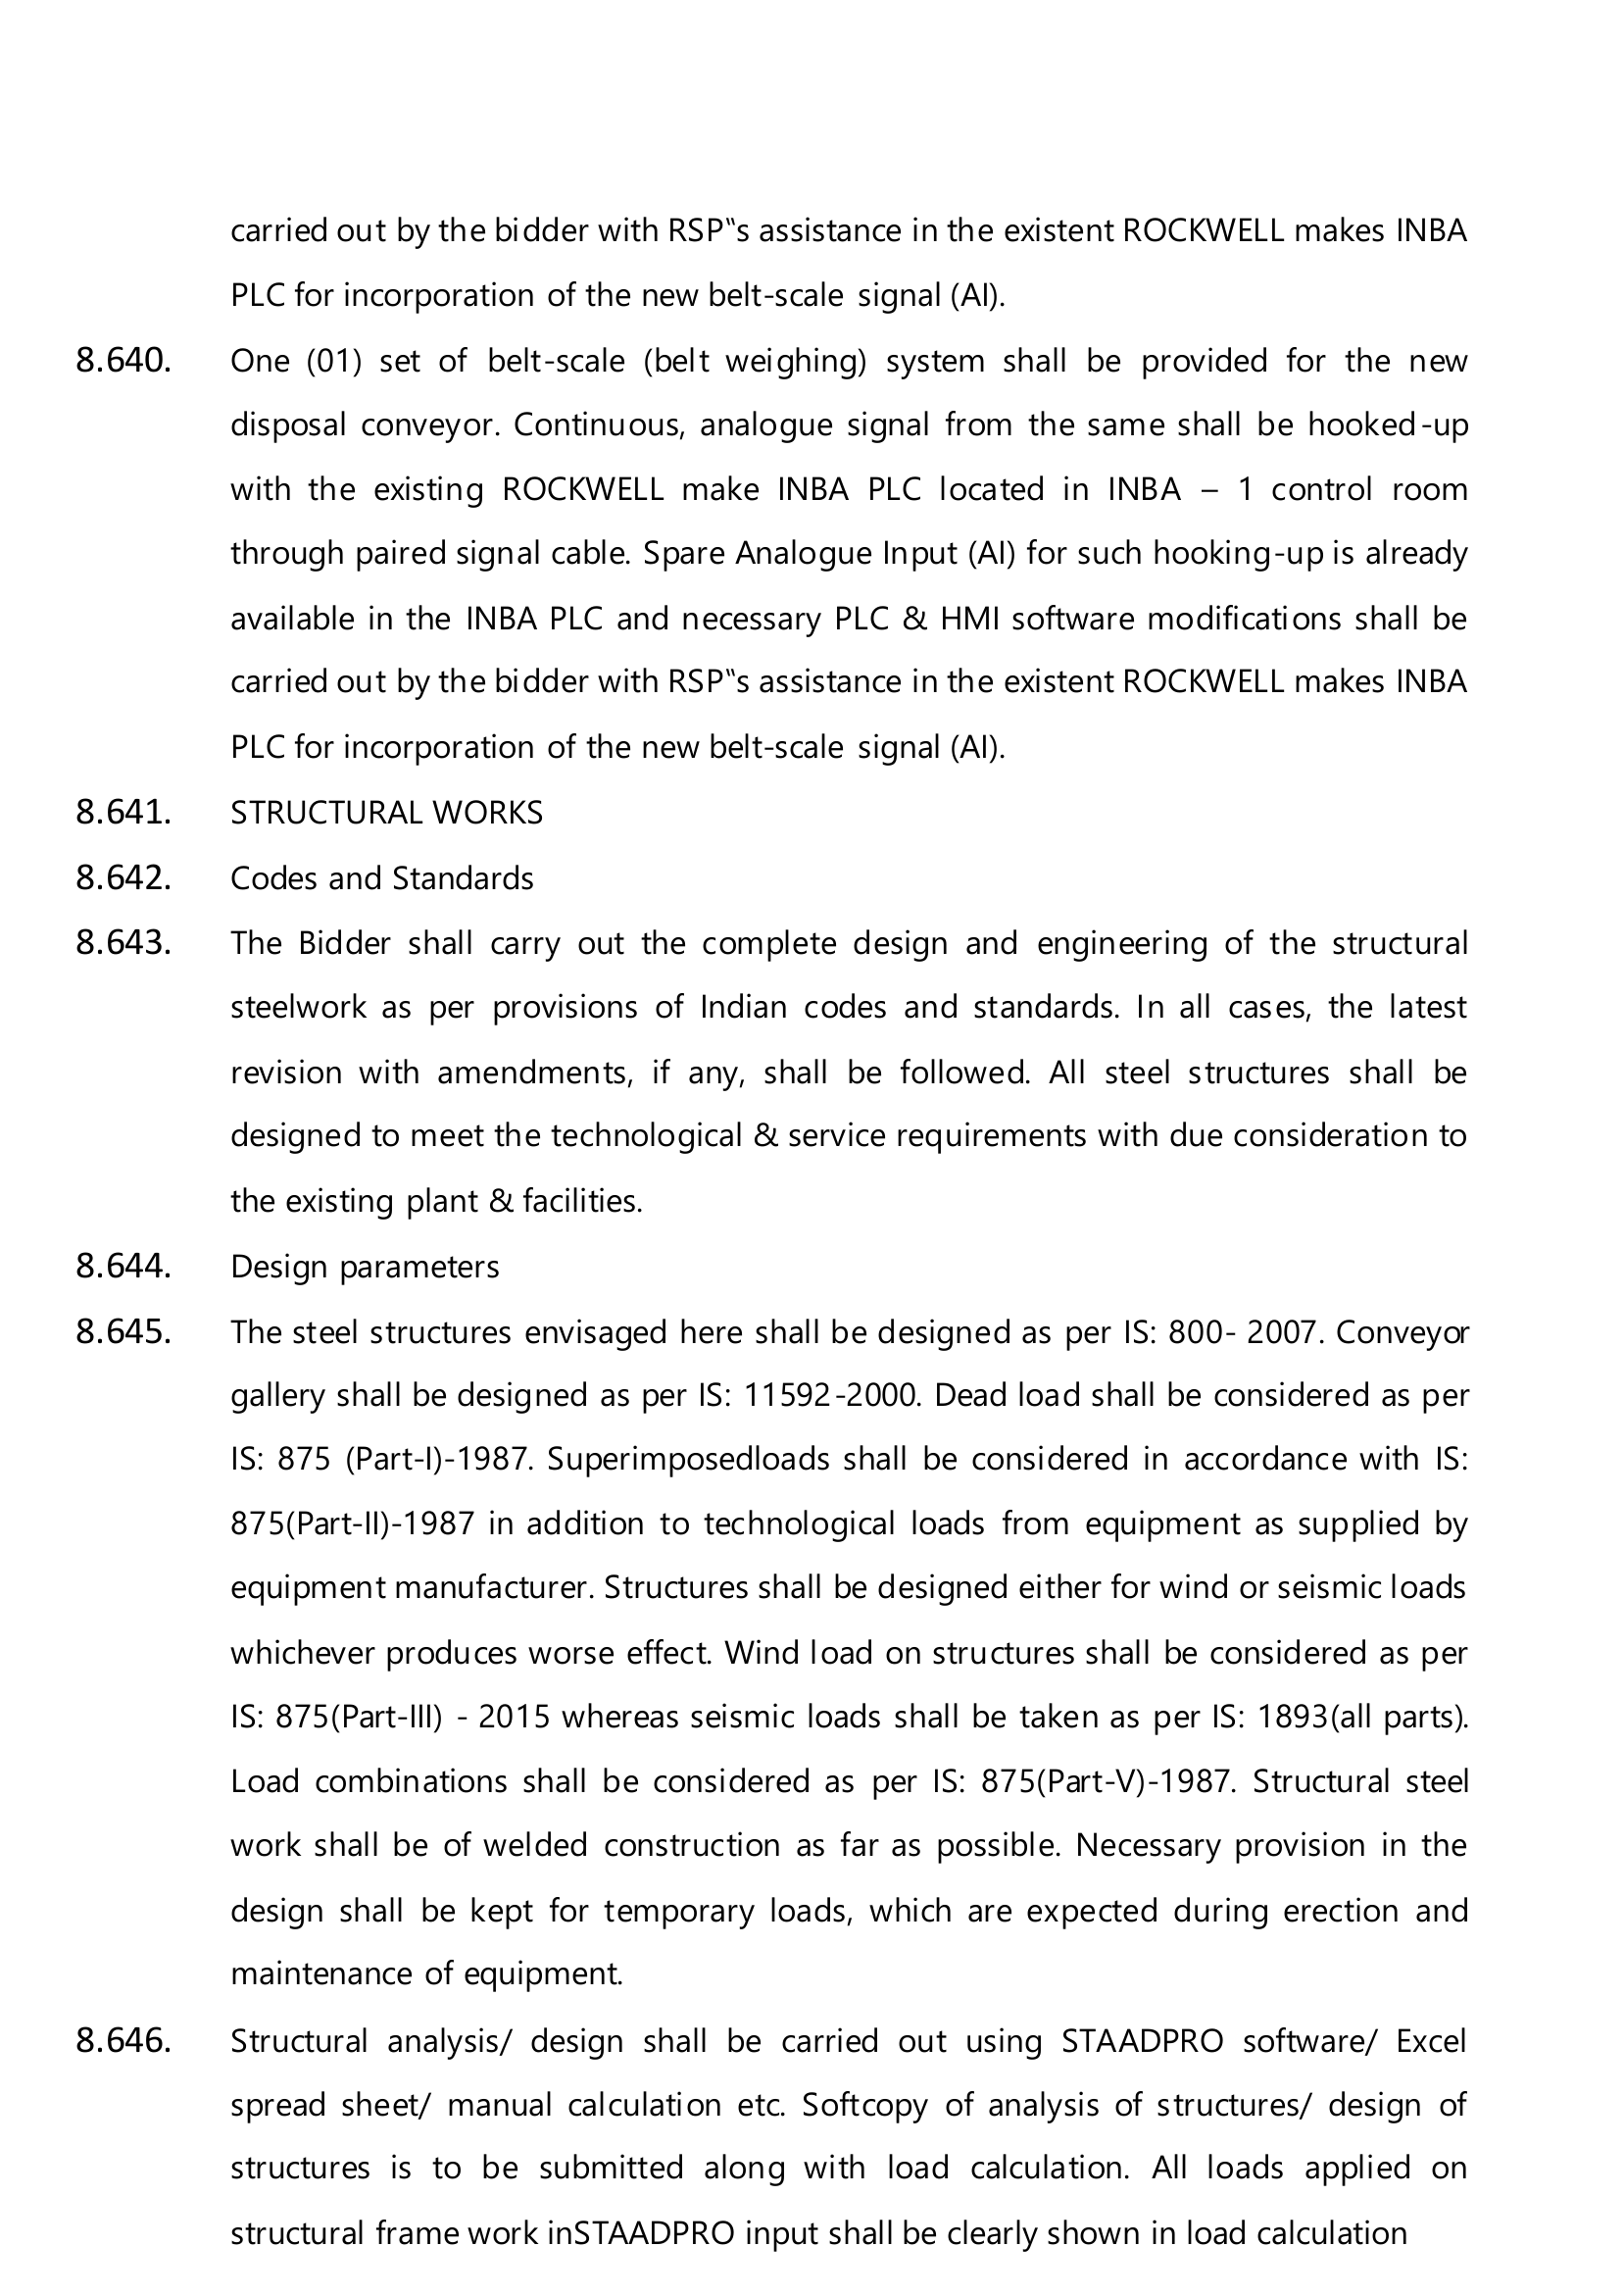 carried out by the bidder with RSP‟s assistance in the existent ROCKWELL makes INBA
PLC for incorporation of the new belt-scale signal (AI).
8.640. One (01) set of belt-scale (belt weighing) system shall be provided for the new
disposal conveyor. Continuous, analogue signal from the same shall be hooked-up
with the existing ROCKWELL make INBA PLC located in INBA – 1 control room
through paired signal cable. Spare Analogue Input (AI) for such hooking-up is already
available in the INBA PLC and necessary PLC & HMI software modifications shall be
carried out by the bidder with RSP‟s assistance in the existent ROCKWELL makes INBA
PLC for incorporation of the new belt-scale signal (AI).
8.641. STRUCTURAL WORKS
8.642. Codes and Standards
8.643. The Bidder shall carry out the complete design and engineering of the structural
steelwork as per provisions of Indian codes and standards. In all cases, the latest
revision with amendments, if any, shall be followed. All steel structures shall be
designed to meet the technological & service requirements with due consideration to
the existing plant & facilities.
8.644. Design parameters
8.645. The steel structures envisaged here shall be designed as per IS: 800- 2007. Conveyor
gallery shall be designed as per IS: 11592-2000. Dead load shall be considered as per
IS: 875 (Part-I)-1987. Superimposedloads shall be considered in accordance with IS:
875(Part-II)-1987 in addition to technological loads from equipment as supplied by
equipment manufacturer. Structures shall be designed either for wind or seismic loads
whichever produces worse effect. Wind load on structures shall be considered as per
IS: 875(Part-III) - 2015 whereas seismic loads shall be taken as per IS: 1893(all parts).
Load combinations shall be considered as per IS: 875(Part-V)-1987. Structural steel
work shall be of welded construction as far as possible. Necessary provision in the
design shall be kept for temporary loads, which are expected during erection and
maintenance of equipment.
8.646. Structural analysis/ design shall be carried out using STAADPRO software/ Excel
spread sheet/ manual calculation etc. Softcopy of analysis of structures/ design of
structures is to be submitted along with load calculation. All loads applied on
structural frame work inSTAADPRO input shall be clearly shown in load calculation